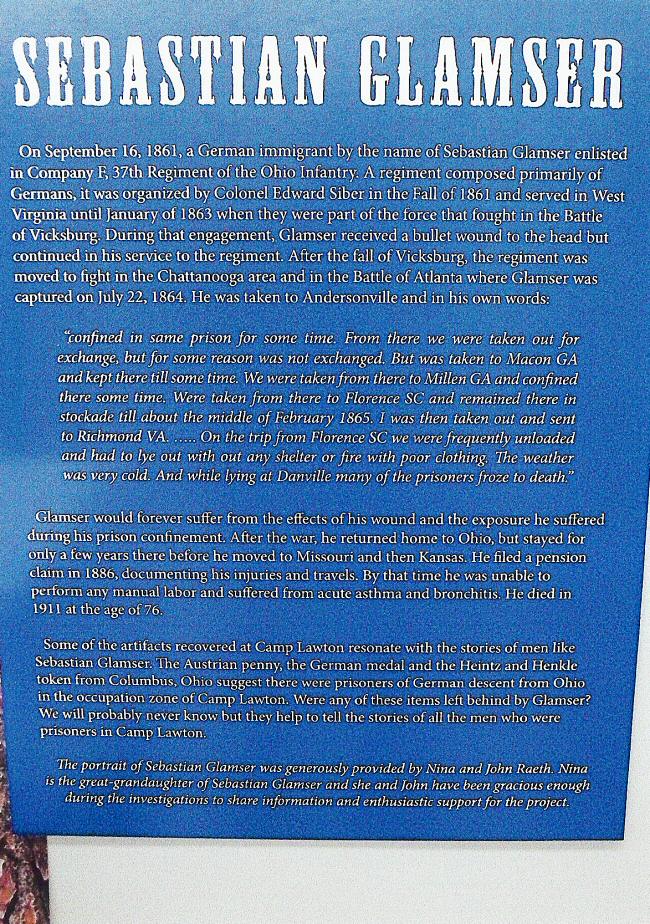 SEBASTIAN GLAMSER
On September 16, 1861, a German immigrant by the name of Sebastian Glamser enlisted
in Company F, 37th Regiment of the Ohio Infantry. A regiment composed primarily of
Germans, it was organized by Colonel Edward Siber in the Fall of 1861 and served in West
Virginia until January of 1863 when they were part of the force that fought in the Battle
of Vicksburg. During that engagement, Glamser received a bullet wound to the head but
continued in his service to the regiment. After the fall of Vicksburg, the regiment was
moved to fight in the Chattanooga area and in the Battle of Atlanta where Glamser was
captured on July 22, 1864. He was taken to Andersonville and in his own words:
"confined in same prison for some time. From there we were taken out for
exchange, but for some reason was not exchanged. But was taken to Macon GA
and kept there till some time. We were taken from there to Millen GA and confined
there some time. Were taken from there to Florence SC and remained there in
stockade till about the middle of February 1865. I was then taken out and sent
to Richmond VA. ..... On the trip from Florence SC we were frequently unloaded
and had to lye out with out any shelter or fire with poor clothing. The weather
was very cold. And while lying at Danville many of the prisoners froze to death."
Glamser would forever suffer from the effects of his wound and the exposure he suffered
during his prison confinement. After the war, he returned home to Ohio, but stayed for
only a few years there before he moved to Missouri and then Kansas. He filed a pension
claim in 1886, documenting his injuries and travels. By that time he was unable to
perform any manual labor and suffered from acute asthma and bronchitis. He died in
1911 at the age of 76.
Some of the artifacts recovered at Camp Lawton resonate with the stories of men like
Sebastian Glamser. The Austrian penny, the German medal and the Heintz and Henkle
token from Columbus, Ohio suggest there were prisoners of German descent from Ohio
in the occupation zone of Camp Lawton. Were any of these items left behind by Glamser?
We will probably never know but they help to tell the stories of all the men who were
prisoners in Camp Lawton.
The portrait of Sebastian Glamser was generously provided by Nina and John Raeth. Nina
is the great-grandaughter of Sebastian Glamser and she and John have been gracious enough
during the investigations to share information and enthusiastic support for the project.